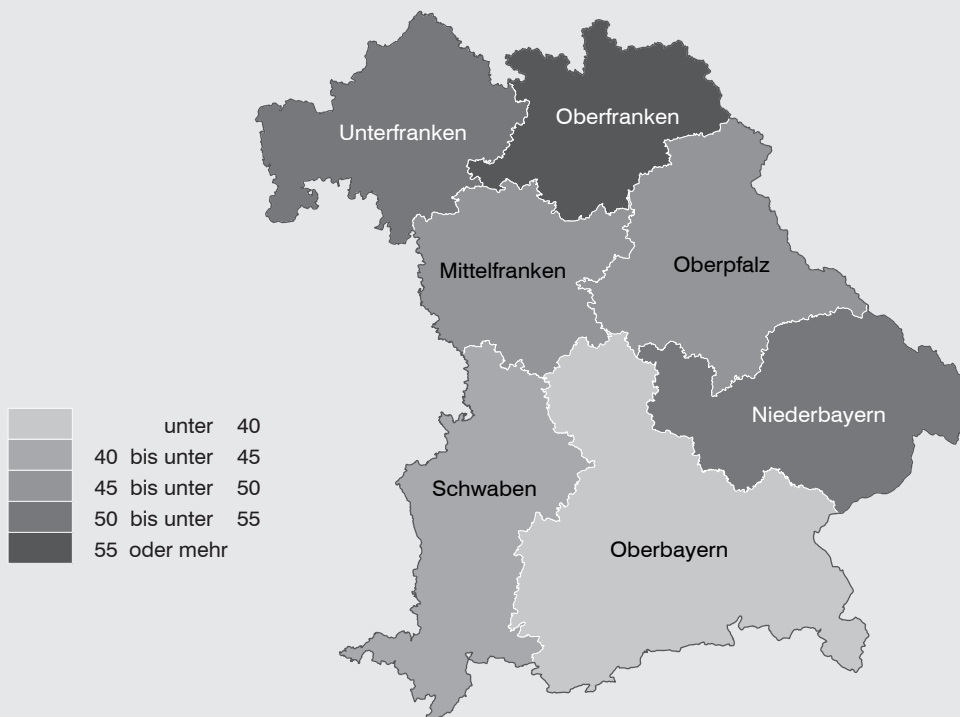 Oberfranken
Unterfranken
Oberpfalz
Mittelfranken
Niederbayern
Schwaben
Oberbayern
unter 40
40 bis unter 45
45 bis unter 50
50 bis unter 55
55 oder mehr